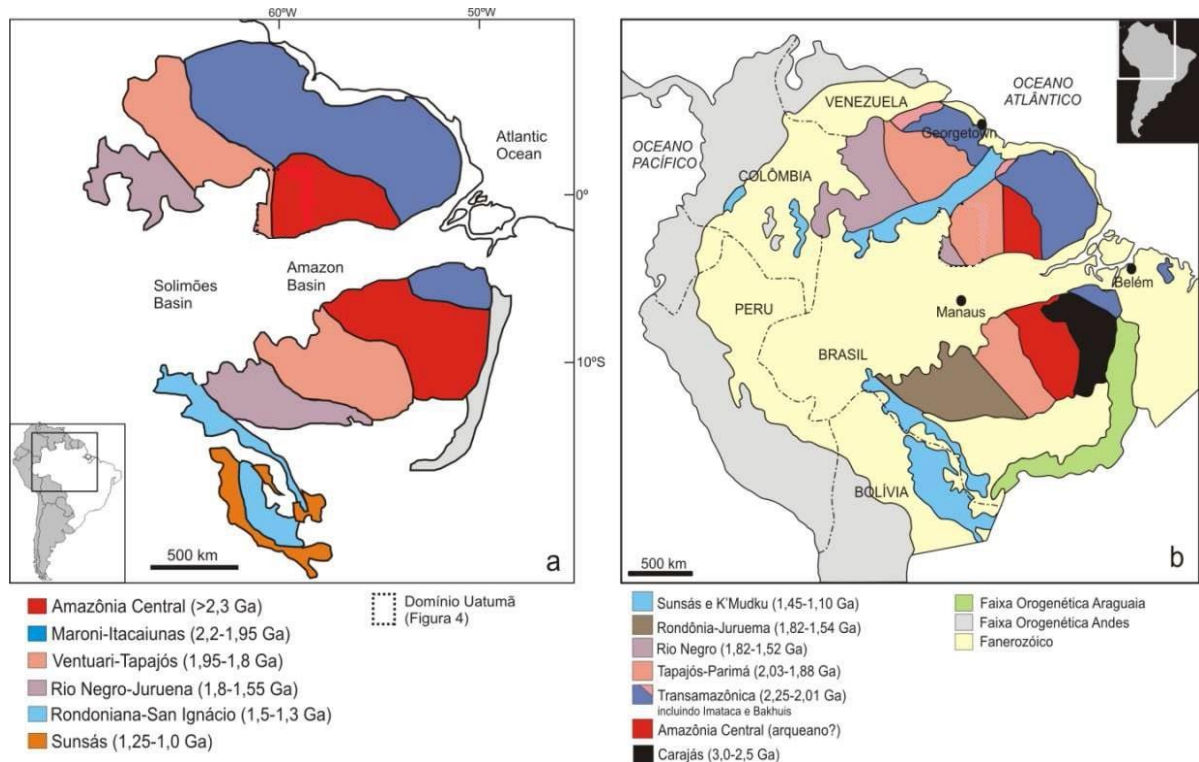 60ºW
50ºW
Atlantic
Ocean
0º
Solimões
Basin
Amazon
Basin
10ºS
500 km
a
Amazônia Central (>2,3 Ga)
Maroni-Itacaiunas (2,2-1,95 Ga)
Ventuari-Tapajós (1,95-1,8 Ga)
Rio Negro-Juruena (1,8-1,55 Ga)
Rondoniana-San Ignácio (1,5-1,3 Ga)
Sunsás (1,25-1,0 Ga)
Domínio Uatumã
(Figura 4)
OCEANO
ATLÂNTICO
VENEZUELA
Georgetown
OCEANO
PACÍFICO
COLÔMBIA
Belém
Manaus
PERU
BRASIL
BOLÍVIA
500 km
b
Sunsás e K'Mudku (1,45-1,10 Ga)
Rondônia-Juruema (1,82-1,54 Ga)
Rio Negro (1,82-1,52 Ga)
Tapajós-Parimá (2,03-1,88 Ga)
Transamazônica (2,25-2,01 Ga)
incluindo Imataca e Bakhuis
Amazônia Central (arqueano?)
Carajás (3,0-2,5 Ga)
Faixa Orogenética Araguaia
Faixa Orogenética Andes
Fanerozóico